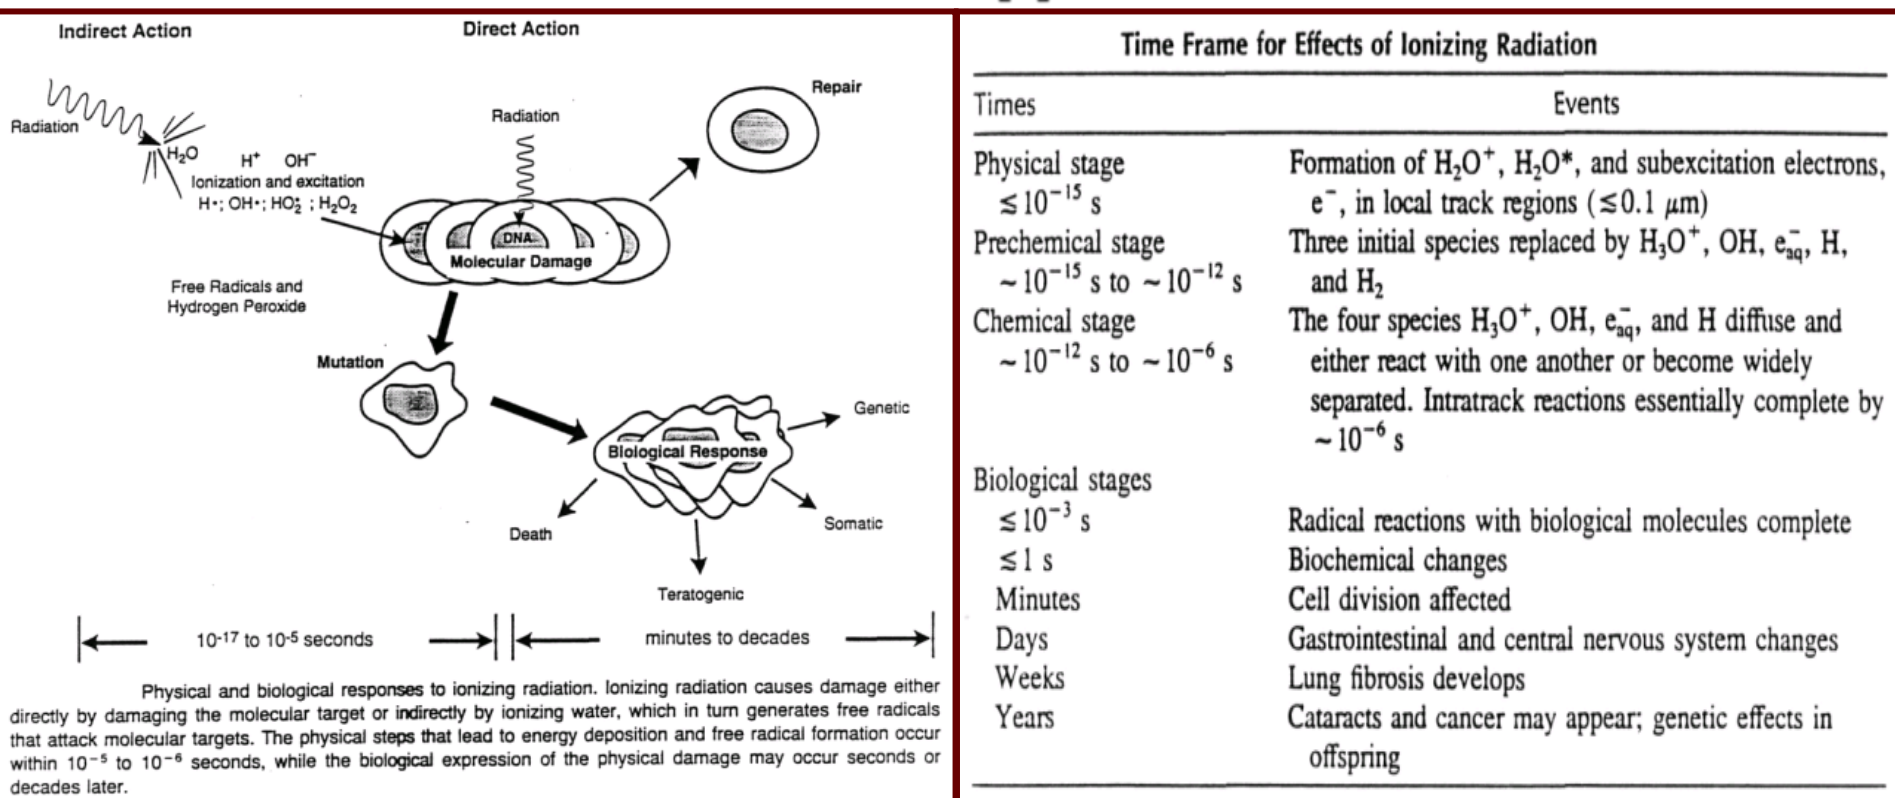 Indirect Action
Direct Action
Radiation
H₂O
H⁺ OH⁻
Ionization and excitation
H•; OH•; HO₂•; H₂O₂
Free Radicals and
Hydrogen Peroxide
Radiation
DNA
Molecular Damage
Repair
Mutation
Biological Response
Genetic
Somatic
Teratogenic
Death
10⁻¹⁷ to 10⁻⁵ seconds
minutes to decades
Physical and biological responses to ionizing radiation. Ionizing radiation causes damage either
directly by damaging the molecular target or indirectly by ionizing water, which in turn generates free radicals
that attack molecular targets. The physical steps that lead to energy deposition and free radical formation occur
within 10⁻⁵ to 10⁻⁶ seconds, while the biological expression of the physical damage may occur seconds or
decades later.
Time Frame for Effects of Ionizing Radiation
Times Events
Physical stage Formation of H₂O⁺, H₂O*, and subexcitation electrons,
≲10⁻¹⁵ s e⁻, in local track regions (≲0.1 μm)
Prechemical stage Three initial species replaced by H₃O⁺, OH, e⁻aq, H,
~10⁻¹⁵ s to ~10⁻¹² s and H₂
Chemical stage The four species H₃O⁺, OH, e⁻aq, and H diffuse and
~10⁻¹² s to ~10⁻⁶ s either react with one another or become widely
separated. Intratrack reactions essentially complete by
~10⁻⁶ s
Biological stages
≲10⁻³ s Radical reactions with biological molecules complete
≲1 s Biochemical changes
Minutes Cell division affected
Days Gastrointestinal and central nervous system changes
Weeks Lung fibrosis develops
Years Cataracts and cancer may appear; genetic effects in
offspring